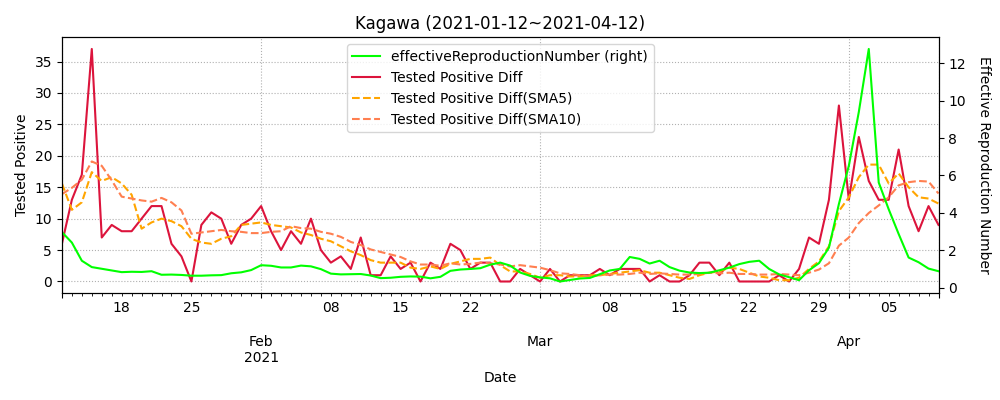 Kagawa (2021-01-12~2021-04-12)
effectiveReproductionNumber (right)
Tested Positive Diff
Tested Positive Diff(SMA5)
Tested Positive Diff(SMA10)
Tested Positive
35
30
25
20
15
10
5
0
Effective Reproduction Number
12
10
8
6
4
2
0
18 25 08 15 22 08 15 22 29 05
Feb Mar Apr
2021
Date